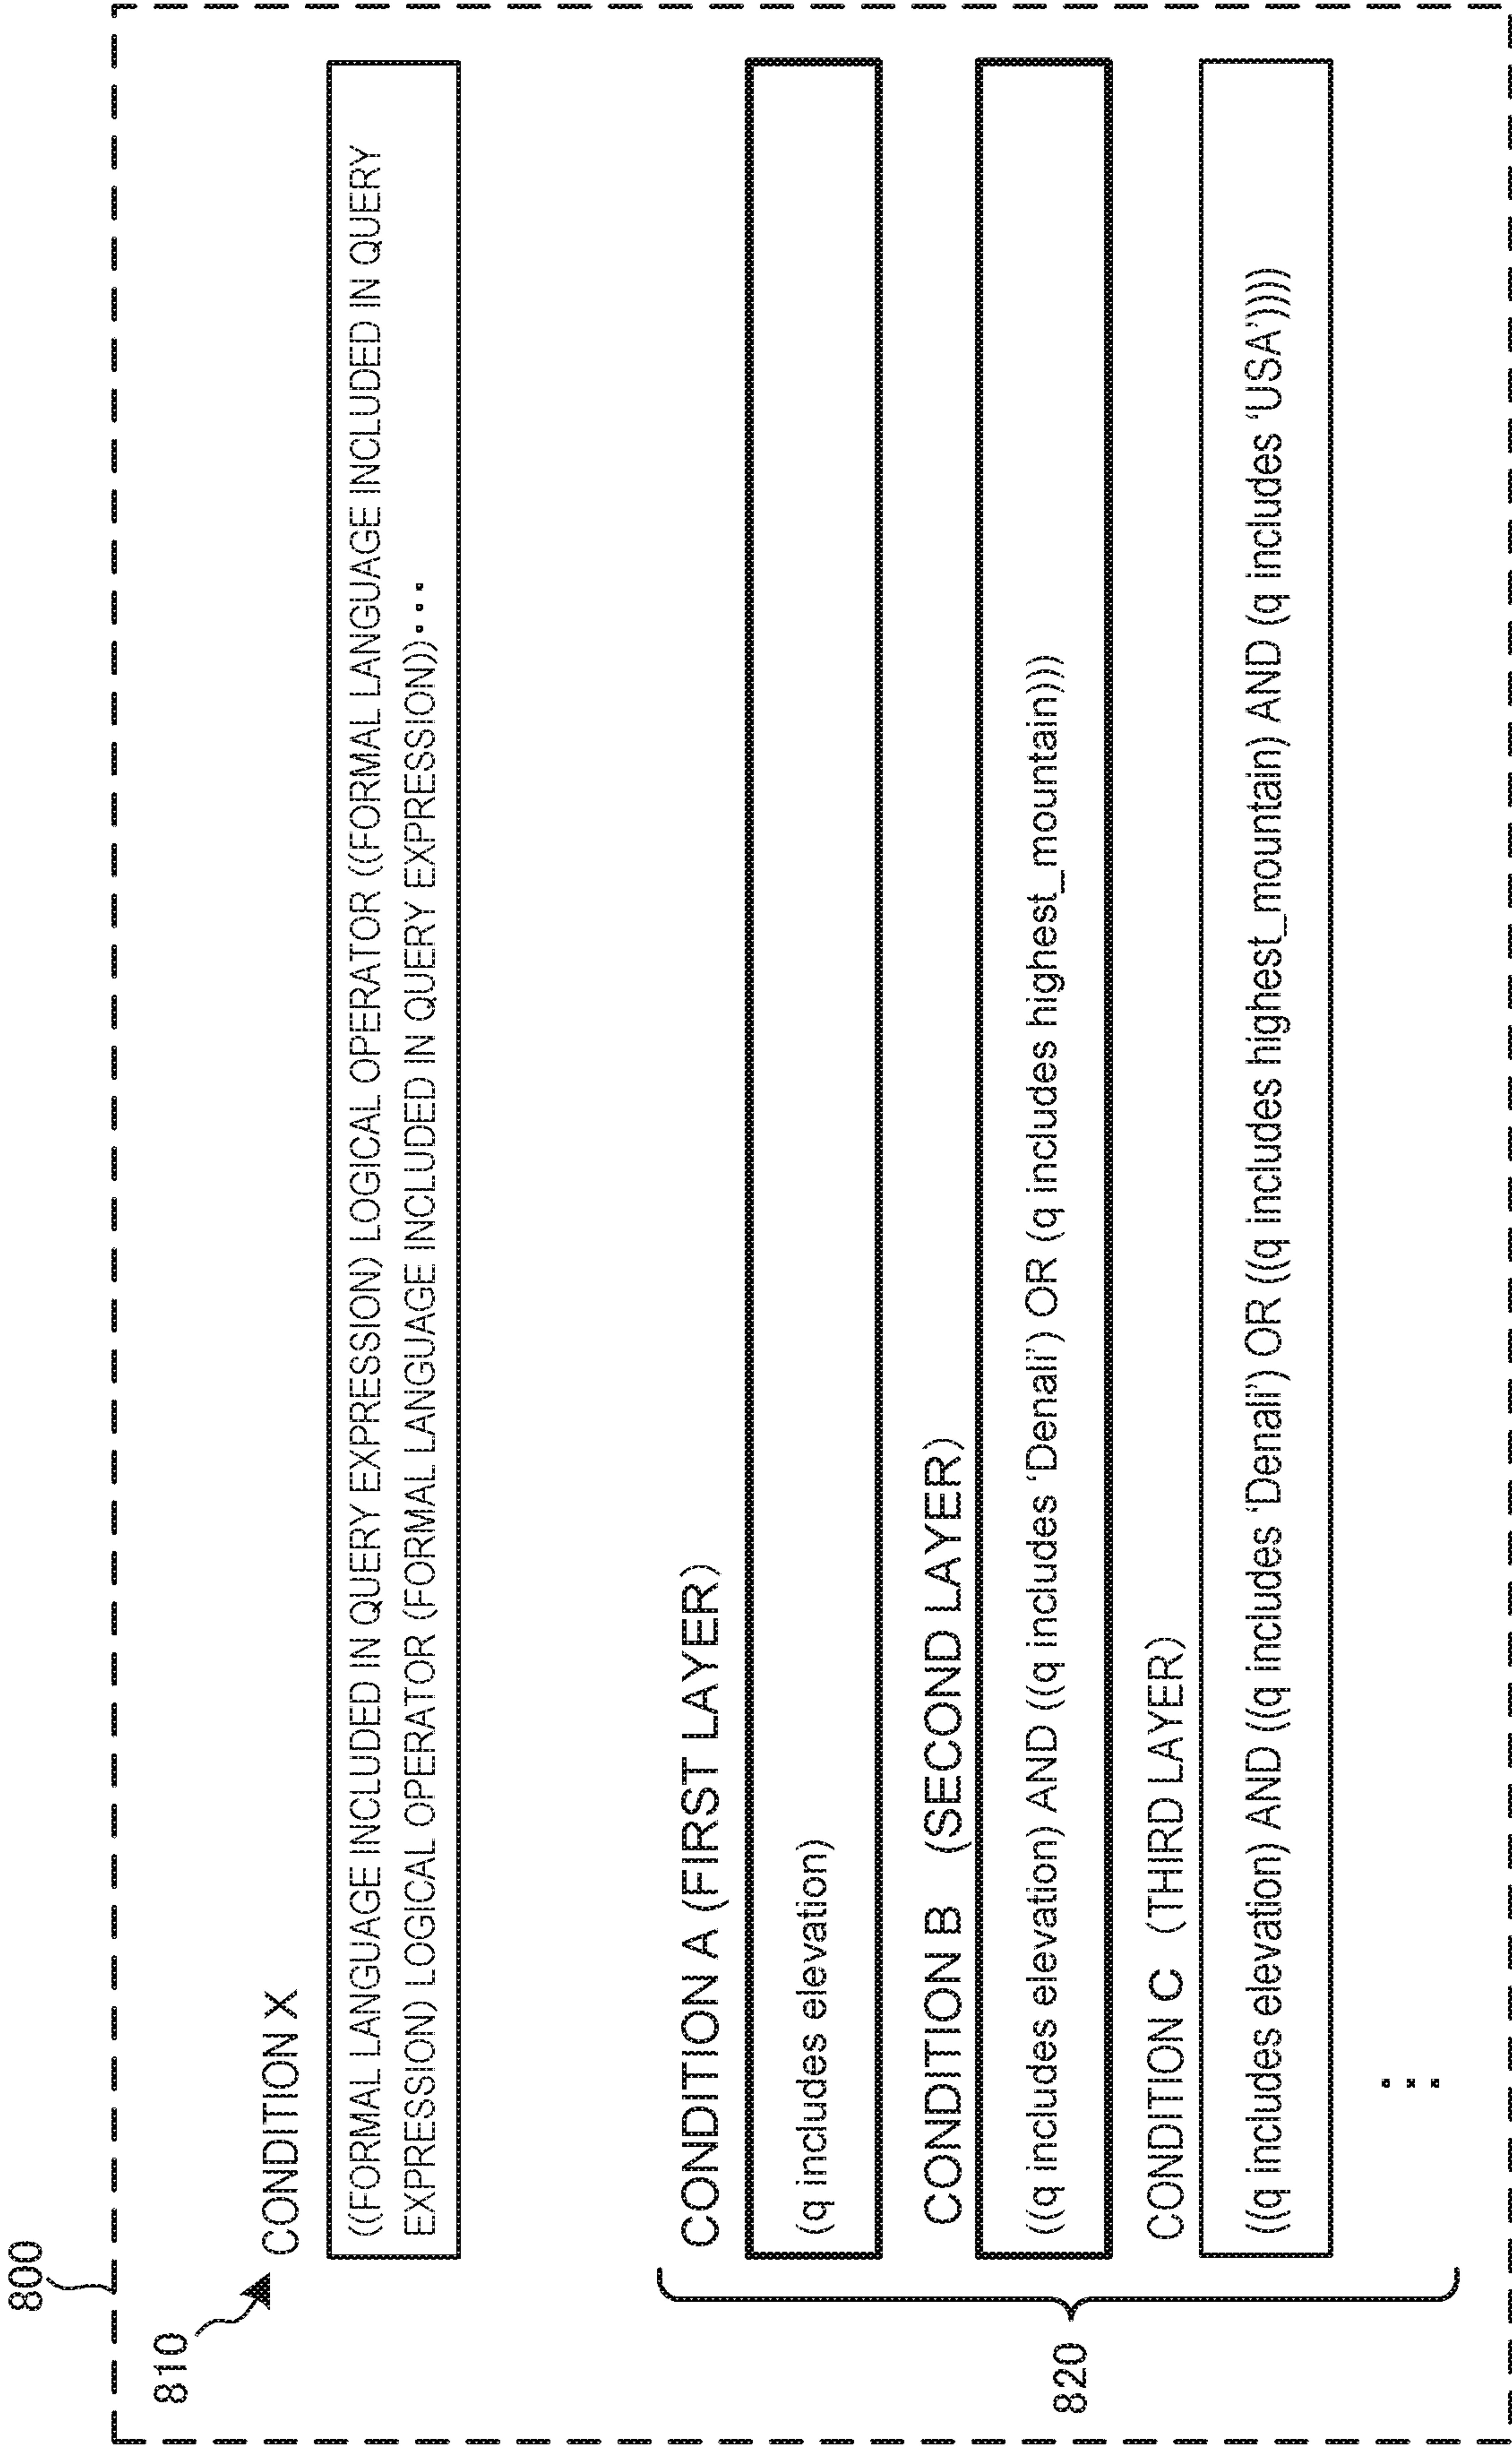 800
810
CONDITION X
((FORMAL LANGUAGE INCLUDED IN QUERY EXPRESSION) LOGICAL OPERATOR ((FORMAL LANGUAGE INCLUDED IN QUERY
EXPRESSION) LOGICAL OPERATOR (FORMAL LANGUAGE INCLUDED IN QUERY EXPRESSION))...
820
CONDITION A (FIRST LAYER)
(q includes elevation)
CONDITION B (SECOND LAYER)
((q includes elevation) AND ((q includes ‘Denali’) OR (q includes highest_mountain)))
CONDITION C (THIRD LAYER)
((q includes elevation) AND ((q includes ‘Denali’) OR ((q includes highest_mountain) AND (q includes ‘USA’))))
...